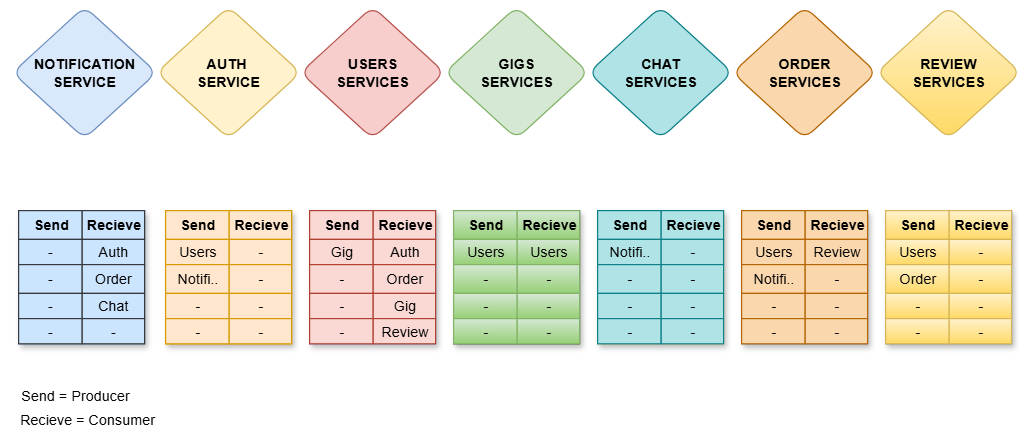 NOTIFICATION
SERVICE
AUTH
SERVICE
USERS
SERVICES
GIGS
SERVICES
CHAT
SERVICES
ORDER
SERVICES
REVIEW
SERVICES
Send Recieve Send Recieve Send Recieve Send Recieve Send Recieve Send Recieve Send Recieve
- Auth Users - Gig Auth Users Users Notifi.. - Users Review Users -
- Order Notifi.. - - Order - - - - Notifi.. - Order -
- Chat - - - Gig - - - - - - - -
- - - - - Review - - - - - - - -
Send = Producer
Recieve = Consumer